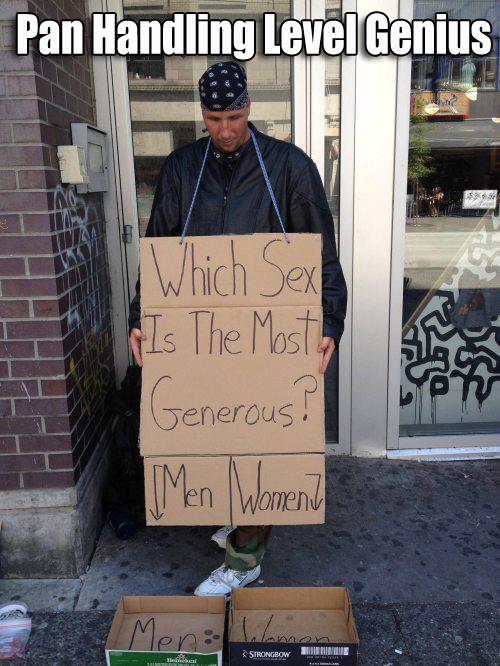 Pan Handling Level Genius
Which Sex
Is The Most
Generous?
Men Women
Men Women
Heineken STRONGBOW